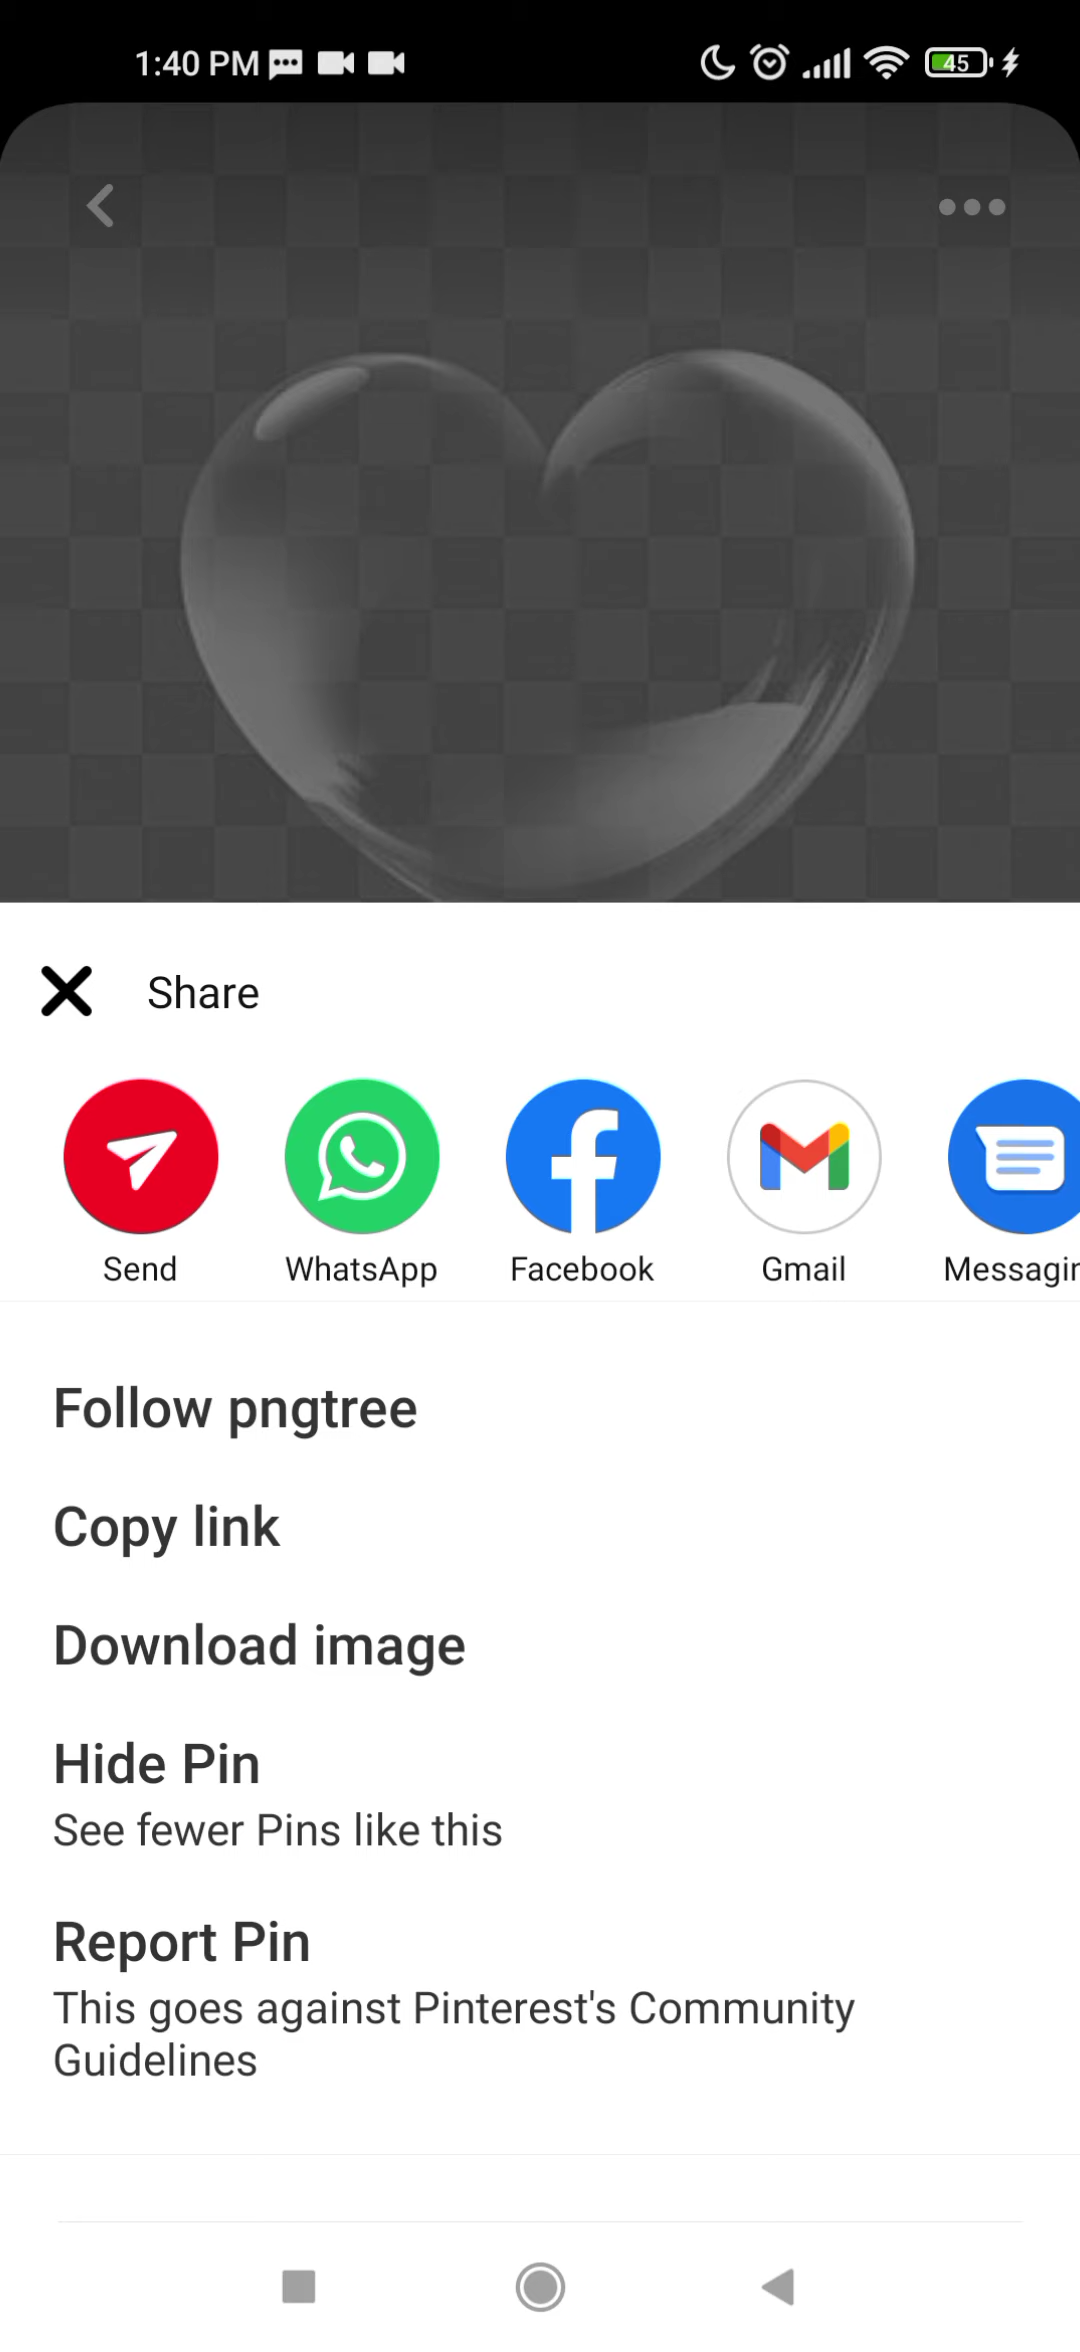 1:40 PM
45
Share
Send
WhatsApp
Facebook
Gmail
Messagin
Follow pngtree
Copy link
Download image
Hide Pin
See fewer Pins like this
Report Pin
This goes against Pinterest's Community
Guidelines